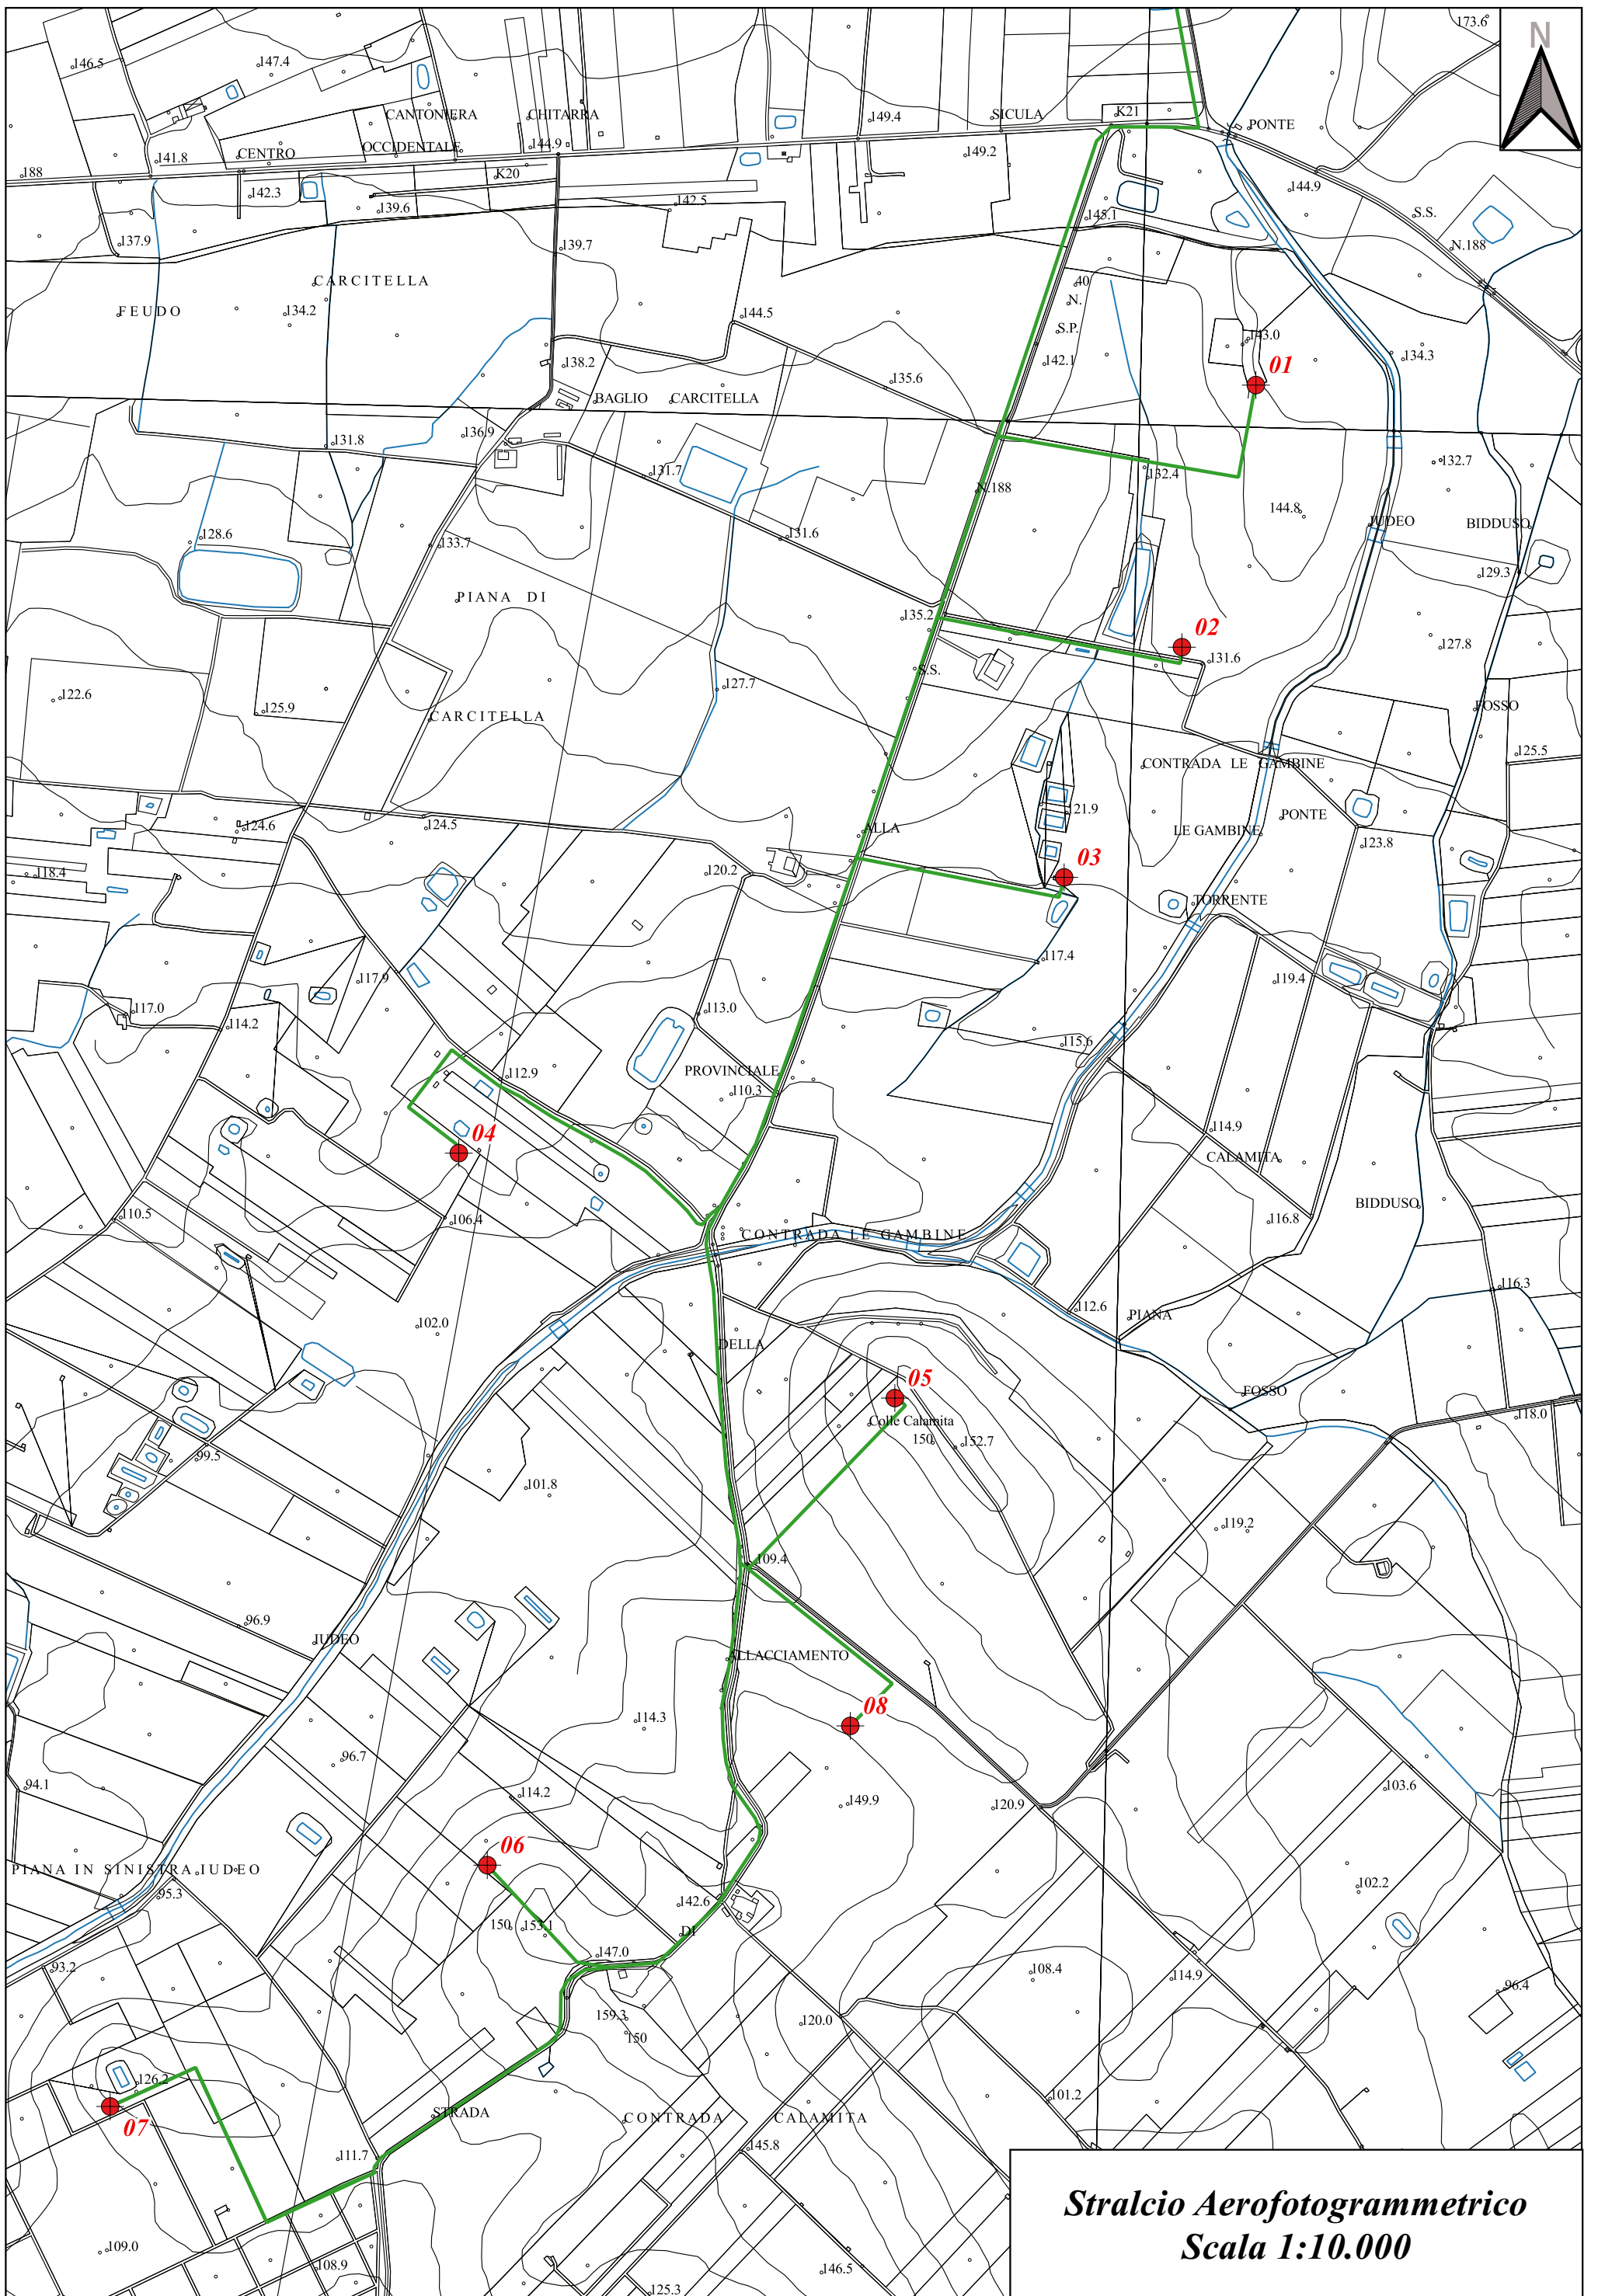 173.6
N
146.5
147.4
CANTONIERA
CHITARRA
149.4
SICULA
K21
PONTE
141.8
CENTRO
OCCIDENTALE
144.9
149.2
188
142.3
K20
139.6
142.5
144.9
S.S.
137.9
139.7
145.1
N.188
CARCITELLA
40
N.
FEUDO
134.2
144.5
S.P.
143.0
138.2
142.1
134.3
01
135.6
BAGLIO
CARCITELLA
136.9
131.8
131.7
132.4
132.7
N.188
144.8
JUDEO
BIDDUSO
128.6
133.7
131.6
129.3
PIANA DI
135.2
02
127.8
131.6
S.S.
122.6
125.9
127.7
CARCITELLA
FOSSO
125.5
CONTRADA LE GAMBINE
124.6
124.5
121.9
PONTE
ALLA
LE GAMBINE
123.8
03
118.4
120.2
TORRENTE
117.4
117.9
119.4
117.0
114.2
113.0
115.6
PROVINCIALE
112.9
110.3
04
114.9
CALAMITA
110.5
106.4
BIDDUSO
116.8
CONTRADA LE GAMBINE
116.3
112.6
PIANA
102.0
DELLA
05
FOSSO
Colle Calamita
118.0
150
152.7
99.5
101.8
119.2
109.4
96.9
JUDEO
ALLACCIAMENTO
08
114.3
96.7
94.1
114.2
103.6
149.9
120.9
06
PIANA IN SINISTRA IUDEO
95.3
102.2
142.6
150
153.1
DI
147.0
93.2
108.4
114.9
96.4
159.3
150
120.0
126.2
101.2
STRADA
CONTRADA
CALAMITA
07
111.7
145.8
109.0
108.9
146.5
125.3
Stralcio Aerofotogrammetrico
Scala 1:10.000